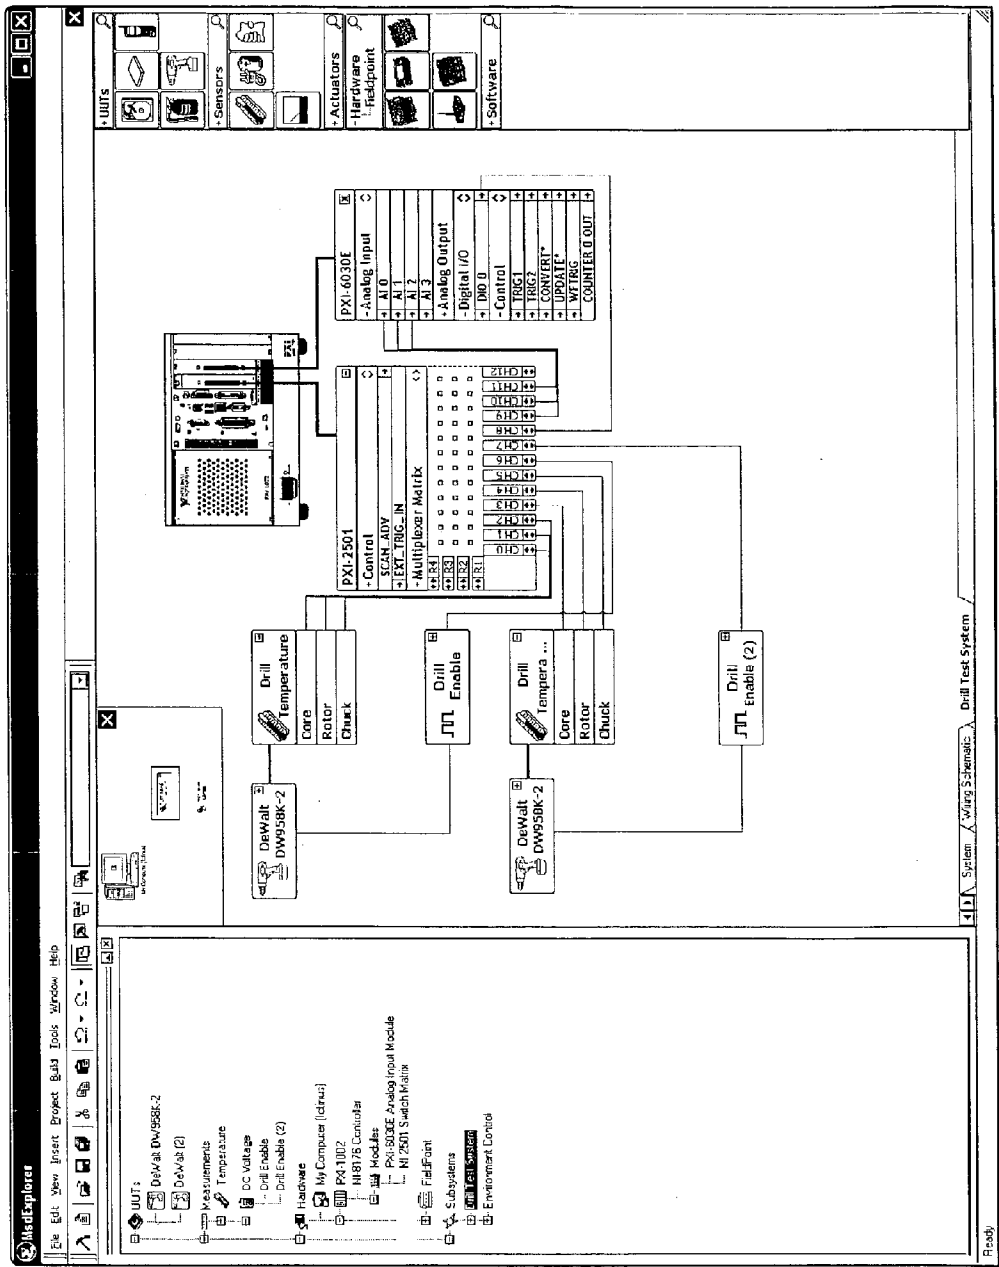 MsdExplorer
File Edit View Insert Project Build Tools Window Help
UUTs
DeWalt DW958K-2
DeWalt (2)
Measurements
Temperature
DC Voltage
Drill Enable
Drill Enable (2)
Hardware
My Computer [Ictinus]
PXI-1002
NI-8176 Controller
Modules
PXI-6030E Analog Input Module
NI 2501 Switch Matrix
FieldPoint
Subsystems
Drill Test System
Environment Control
DeWalt
DW958K-2
Drill
Temperature
Core
Rotor
Chuck
Drill
Enable
DeWalt
DW958K-2
Drill
Tempera ...
Core
Rotor
Chuck
Drill
Enable (2)
PXI-2501
+ Control
SCAN_ADV
EXT_TRIG_IN
- Multiplexer Matrix
R4
R3
R2
R1
CH0
CH1
CH2
CH3
CH4
CH5
CH6
CH7
CH8
CH9
CH10
CH11
CH12
PXI-6030E
- Analog Input
AI 0
AI 1
AI 2
AI 3
+ Analog Output
- Digital I/O
DIO 0
- Control
TRIG1
TRIG2
CONVERT*
UPDATE*
WFTRIG
COUNTER 0 OUT
+ UUTs
+ Sensors
+ Actuators
- Hardware
Fieldpoint
+ Software
System
Wiring Schematic
Drill Test System
Ready